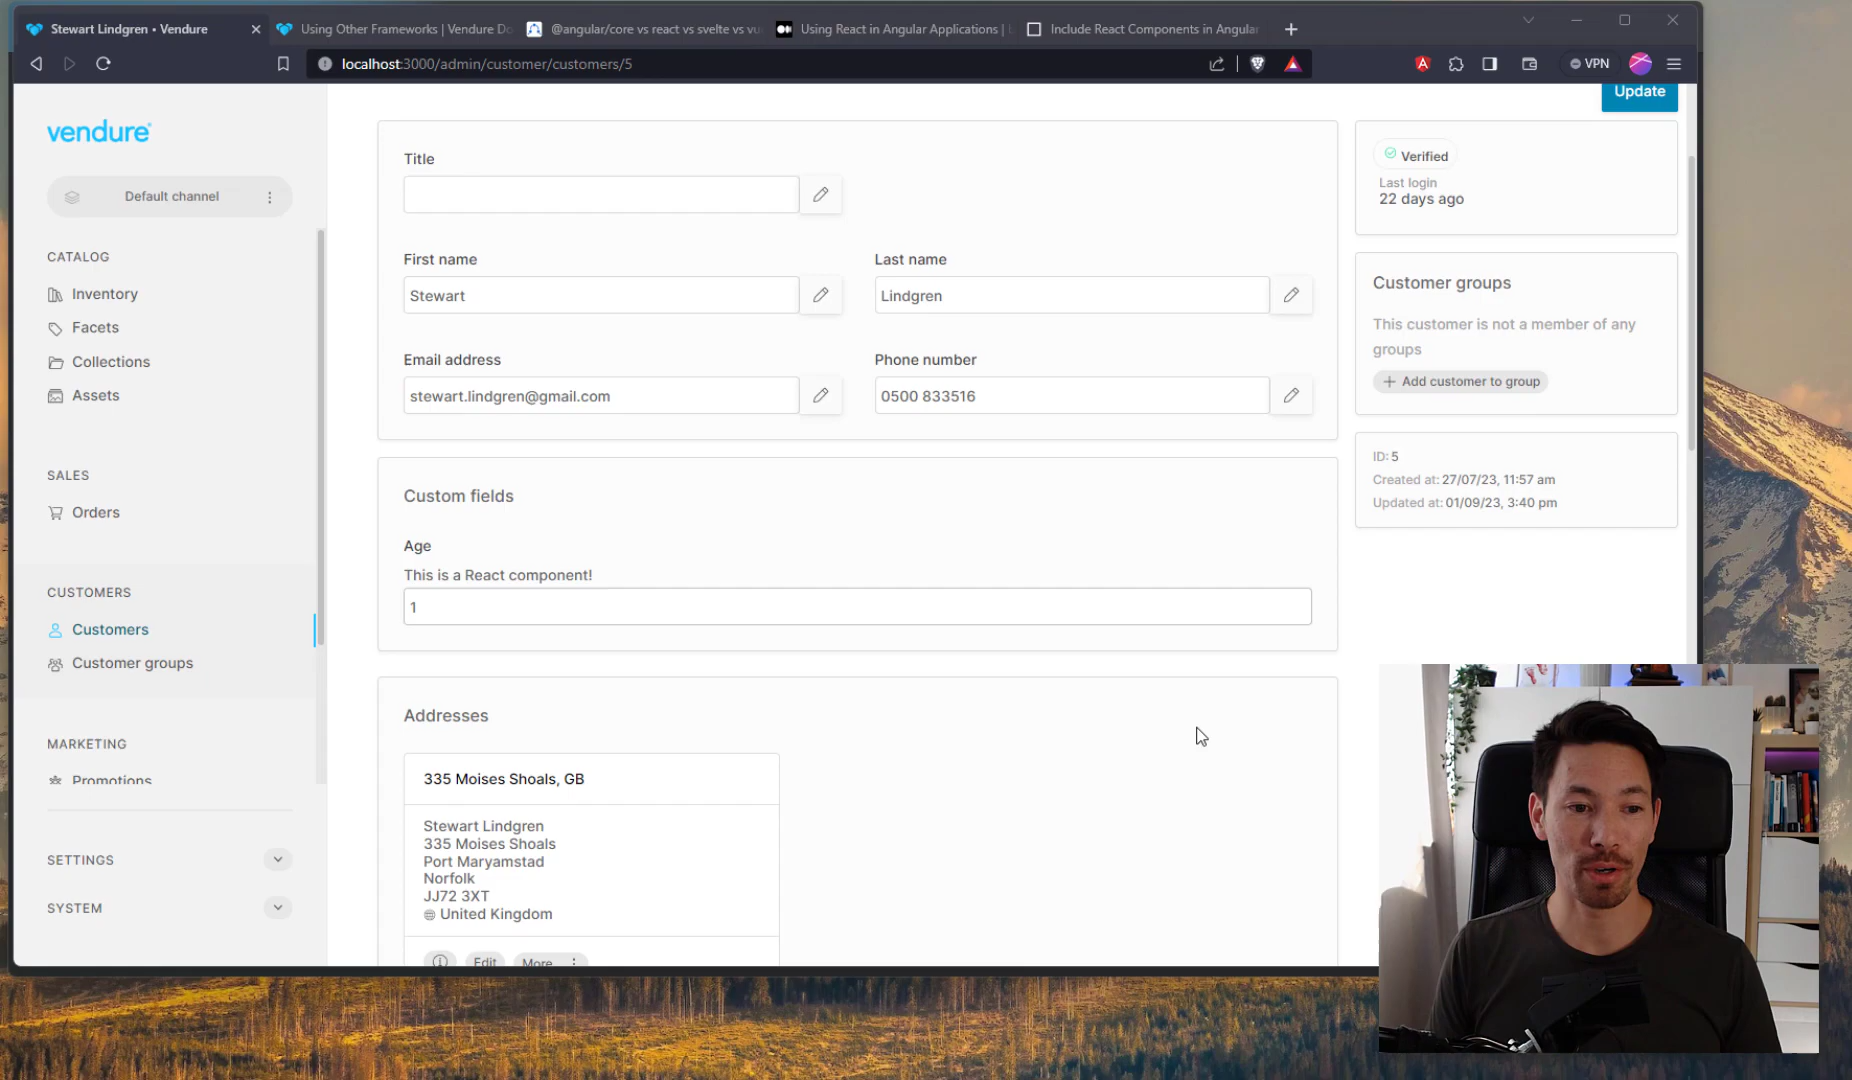 Stewart Lindgren • Vendure
Using Other Frameworks | Vendure Do
@angular/core vs react vs svelte vs vu
Using React in Angular Applications |
Include React Components in Angular
localhost:3000/admin/customer/customers/5
VPN
vendure
Default channel
CATALOG
Inventory
Facets
Collections
Assets
SALES
Orders
CUSTOMERS
Customers
Customer groups
MARKETING
Promotions
SETTINGS
SYSTEM
Update
Title
First name
Last name
Stewart
Lindgren
Email address
Phone number
stewart.lindgren@gmail.com
0500 833516
Custom fields
Age
This is a React component!
1
Addresses
335 Moises Shoals, GB
Stewart Lindgren
335 Moises Shoals
Port Maryamstad
Norfolk
JJ72 3XT
United Kingdom
Edit
More
Verified
Last login
22 days ago
Customer groups
This customer is not a member of any
groups
Add customer to group
ID: 5
Created at: 27/07/23, 11:57 am
Updated at: 01/09/23, 3:40 pm